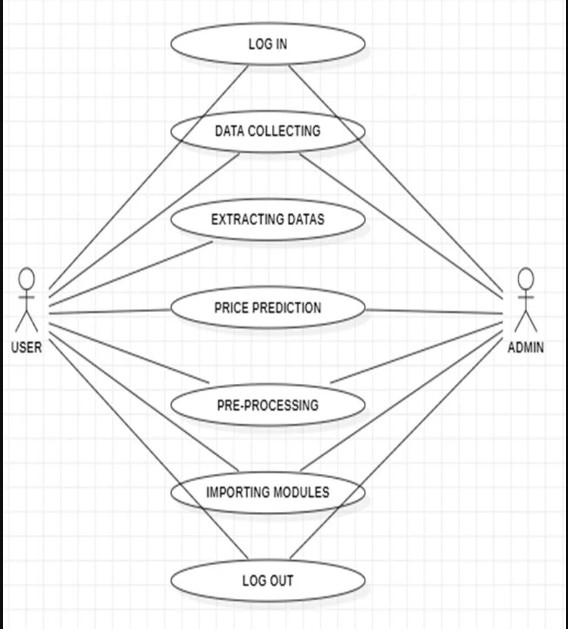 LOG IN
DATA COLLECTING
EXTRACTING DATAS
PRICE PREDICTION
USER
ADMIN
PRE-PROCESSING
IMPORTING MODULES
LOG OUT